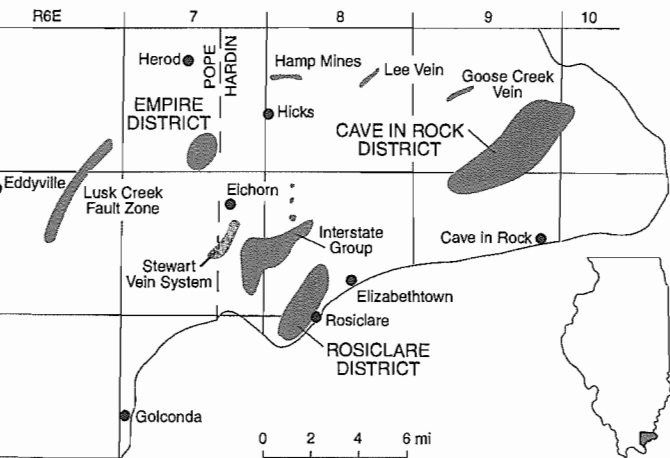 R6E
7
8
9
10
Herod
POPE
HARDIN
Hamp Mines
Lee Vein
Goose Creek
Vein
EMPIRE
DISTRICT
Hicks
CAVE IN ROCK
DISTRICT
Eddyville
Lusk Creek
Fault Zone
Eichorn
Interstate
Group
Cave in Rock
Stewart
Vein System
Elizabethtown
Rosiclare
ROSICLARE
DISTRICT
Golconda
0 2 4 6 mi